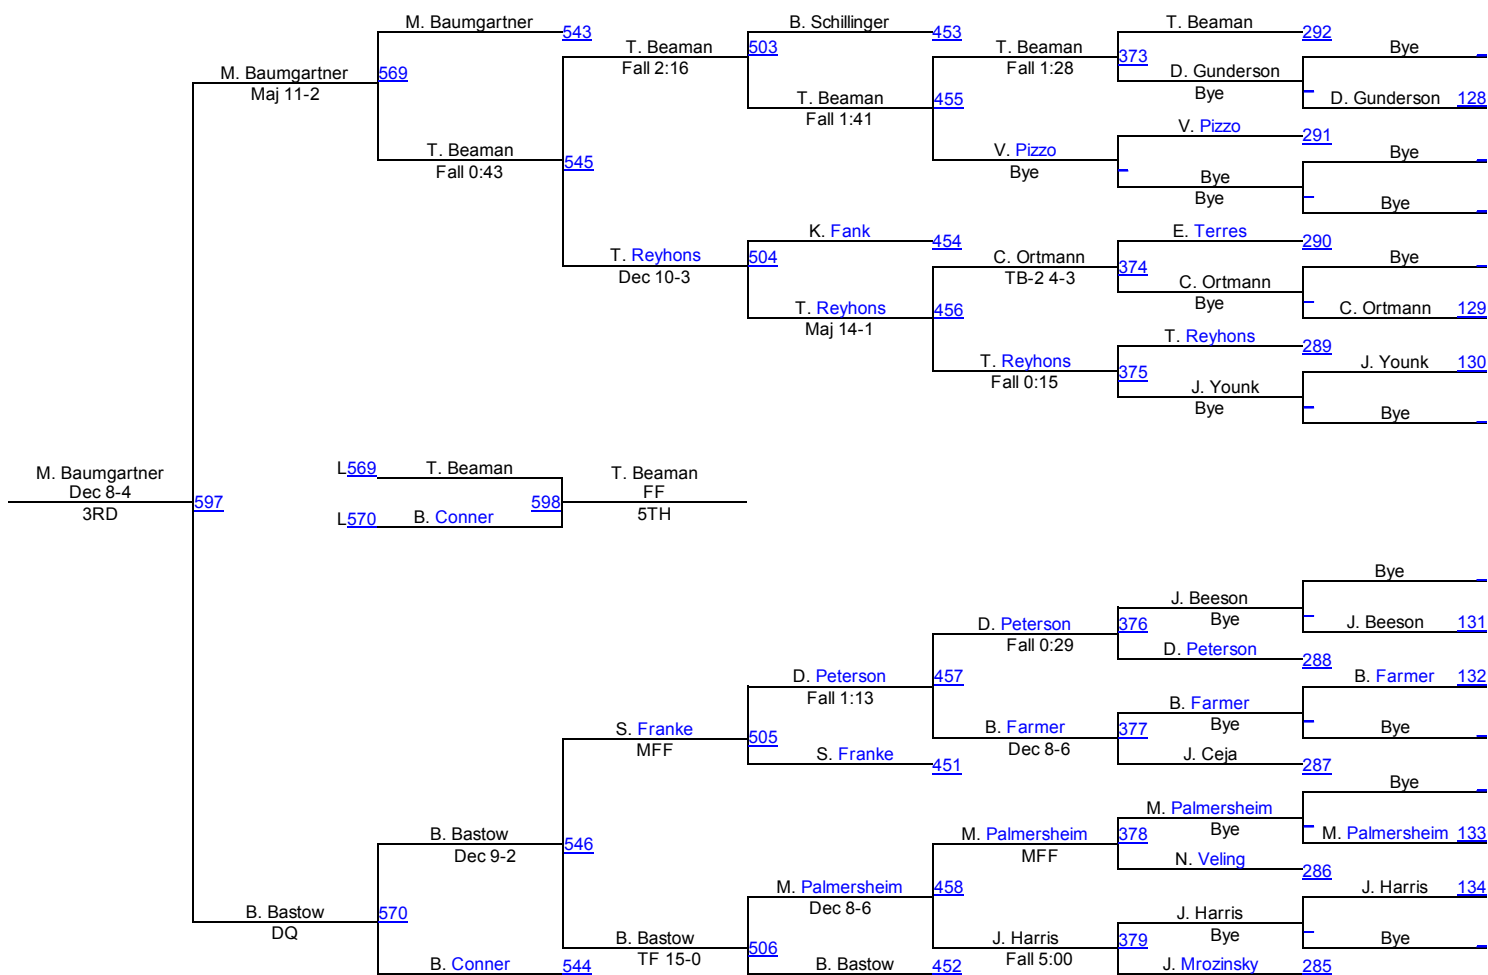 M. Baumgartner
543
B. Schillinger
453
T. Beaman
292
T. Beaman
503
T. Beaman
373
Bye
M. Baumgartner
569
Fall 2:16
Fall 1:28
D. Gunderson
Maj 11-2
T. Beaman
455
Bye
D. Gunderson 128
Fall 1:41
V. Pizzo
291
T. Beaman
545
V. Pizzo
Bye
Fall 0:43
Bye
Bye
Bye
Bye
K. Fank
454
E. Terres
290
T. Reyhons
504
C. Ortmann
374
Bye
Dec 10-3
TB-2 4-3
C. Ortmann
T. Reyhons
456
Bye
C. Ortmann 129
Maj 14-1
T. Reyhons
289
T. Reyhons
375
J. Younk 130
Fall 0:15
J. Younk
Bye
Bye
M. Baumgartner
L569
T. Beaman
T. Beaman
Dec 8-4
597
598
FF
3RD
L570
B. Conner
5TH
Bye
J. Beeson
D. Peterson
376
Bye
J. Beeson 131
Fall 0:29
D. Peterson
288
D. Peterson
457
B. Farmer 132
Fall 1:13
B. Farmer
S. Franke
505
B. Farmer
377
Bye
Bye
MFF
S. Franke
451
Dec 8-6
J. Ceja
287
Bye
M. Palmersheim
B. Bastow
546
M. Palmersheim
378
Bye
M. Palmersheim 133
Dec 9-2
MFF
N. Veling
286
M. Palmersheim
458
J. Harris 134
Dec 8-6
B. Bastow
570
J. Harris
DQ
B. Bastow
506
J. Harris
379
Bye
Bye
TF 15-0
Fall 5:00
B. Conner
544
B. Bastow
452
J. Mrozinsky
285